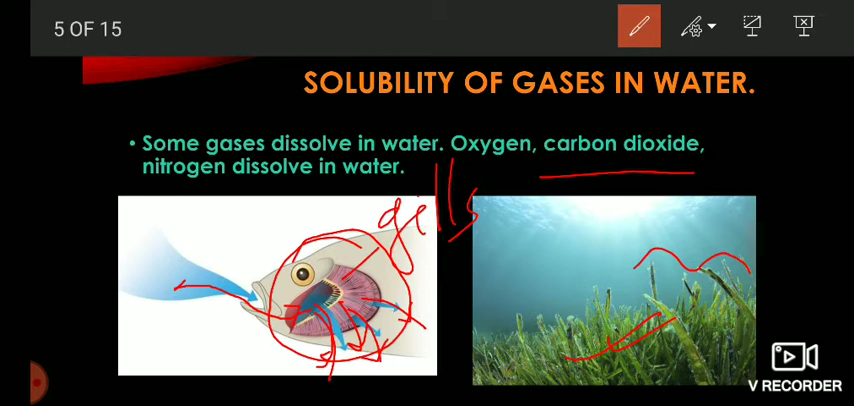 5 OF 15
SOLUBILITY OF GASES IN WATER.
• Some gases dissolve in water. Oxygen, carbon dioxide,
nitrogen dissolve in water.
gills
V RECORDER